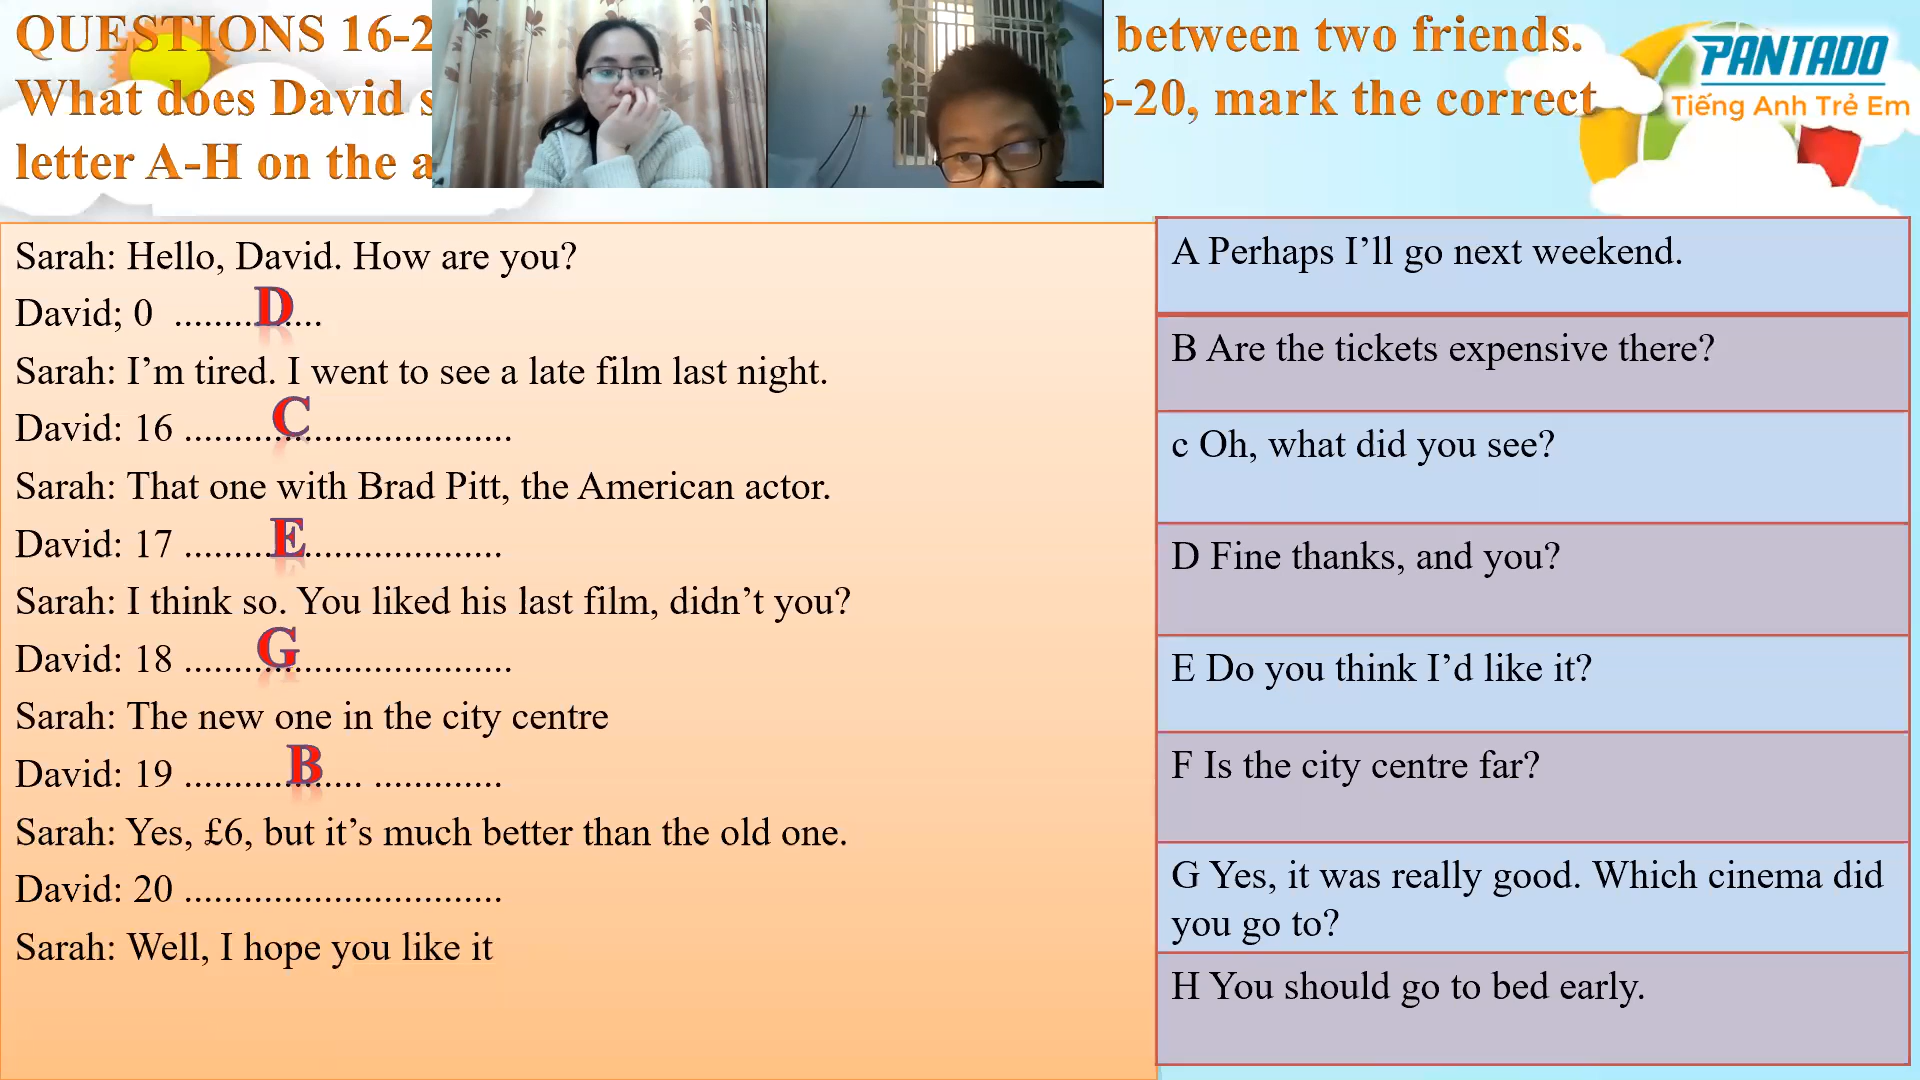 QUESTIONS 16-2 between two friends.
What does David 6-20, mark the correct
letter A-H on the
PANTADO
Tiếng Anh Trẻ Em
Sarah: Hello, David. How are you?
David; 0 ........D.....
Sarah: I’m tired. I went to see a late film last night.
David: 16 .........C......................
Sarah: That one with Brad Pitt, the American actor.
David: 17 .........E....................
Sarah: I think so. You liked his last film, didn’t you?
David: 18 ........G.......................
Sarah: The new one in the city centre
David: 19 ...........B..... .............
Sarah: Yes, £6, but it’s much better than the old one.
David: 20 ................................
Sarah: Well, I hope you like it
A Perhaps I’ll go next weekend.
B Are the tickets expensive there?
c Oh, what did you see?
D Fine thanks, and you?
E Do you think I’d like it?
F Is the city centre far?
G Yes, it was really good. Which cinema did
you go to?
H You should go to bed early.